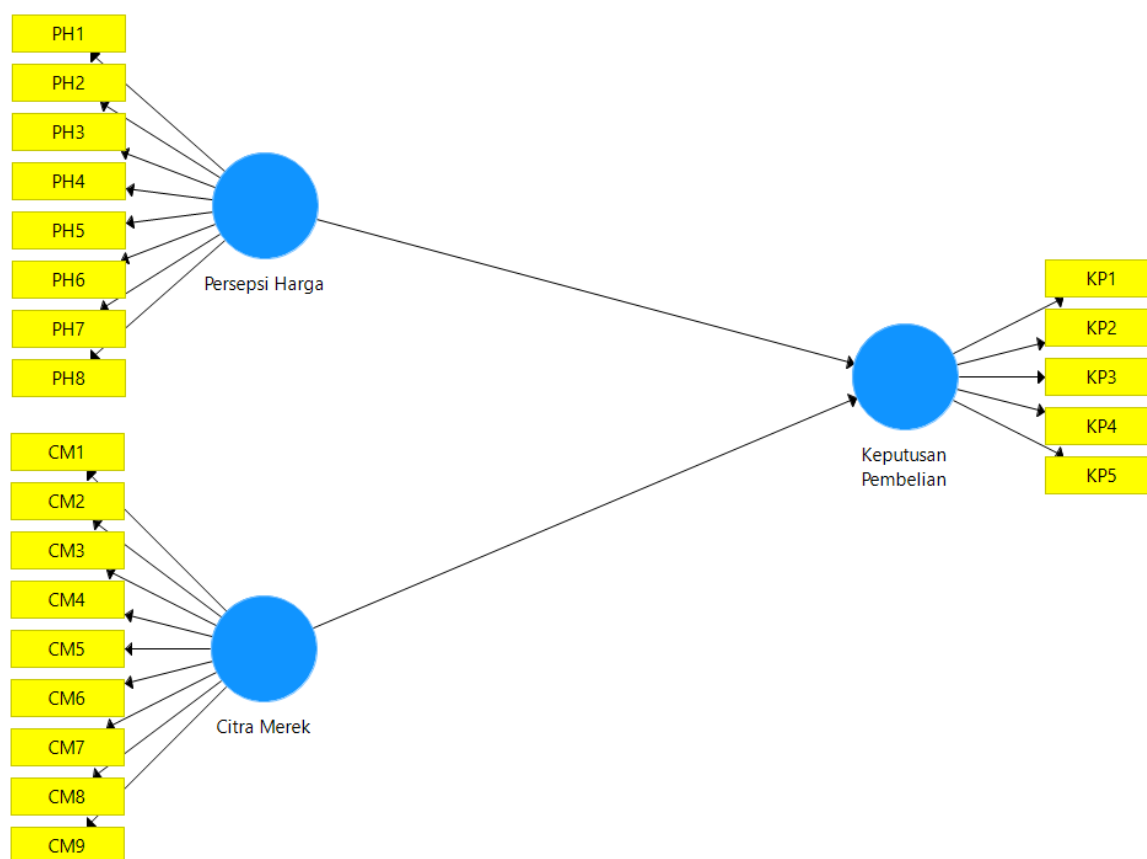 PH1
PH2
PH3
PH4
PH5
PH6
PH7
PH8
Persepsi Harga
CM1
CM2
CM3
CM4
CM5
CM6
CM7
CM8
CM9
Citra Merek
Keputusan
Pembelian
KP1
KP2
KP3
KP4
KP5